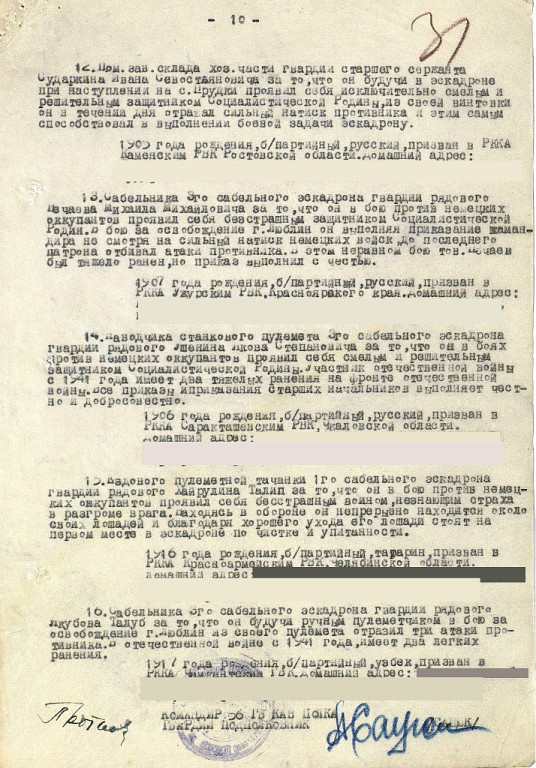 - 10 -
31
12. Пом. зав. склада хоз. части гвардии старшего сержанта
Сударкина Ивана Севостьяновича за то, что он будучи в эскадроне
при наступлении на с. Прудки проявил себя исключительно смелым и
решительным защитником Социалистической Родины, из своей винтовки
он в течении дня отражал сильный натиск противника и этим самым
способствовал в выполнении боевой задачи эскадрону.
1905 года рождения, б/партийный, русский, призван в РККА
Каменским РВК Ростовской области. домашний адрес:
13. Сабельника 3го сабельного эскадрона гвардии рядового
Михаила Михайловича за то, что он в бою против немецких
оккупантов проявил себя безстрашным защитником Социалистической
Родины. В бою за освобождение г. Люблин он выполняя приказание коман-
дира не смотря на сильный натиск немецких войск, до последнего
патрона отбивал атаки противника. В этом неравном бою тов.
был тяжело ранен, но приказ выполнил с честью.
1907 года рождения, б/партийный, русский, призван в
РККА Ужурским РВК, Красноярского края. домашний адрес:
14. Наводчика станкового пулемета 3го сабельного эскадрона
гвардии рядового Ушенина Якова Степановича за то, что он в боях
против немецких оккупантов проявил себя смелым и решительным
защитником Социалистической Родины. Участник отечественной войны
с 1941 года имеет два тяжелых ранения на фронте отечественной
войны. Все приказы и приказания старших начальников выполняет чест-
но и добросовестно.
1906 года рождения, б/партийный, русский, призван в
РККА Саракташским РВК, Чкаловской области.
домашний адрес:
15. Ездового пулеметной тачанки 1го сабельного эскадрона
гвардии рядового Хайрулина Талип за то, что он в бою против немец-
ких оккупантов проявил себя бесстрашным воином, незнающим страха
в разгроме врага. Находясь в обороне он непрерывно находится около
своих лошадей и благодаря хорошего ухода его лошади стоят на
первом месте в эскадроне по чистке и упитанности.
1916 года рождения, б/партийный, татарин, призван в
РККА Красноармейским РВК, Челябинской области.
домашний адрес:
16. Сабельника 3го сабельного эскадрона гвардии рядового
Якубова Талуб за то, что он будучи ручным пулеметчиком в бою за
освобождение г. Люблин из своего пулемета отразил три атаки про-
тивника. В отечественной войне с 1941 года, имеет два легких
ранения.
1917 года рождения, б/партийный, узбек, призван в
РККА РВК. домашний адрес:
КОМАНДИР 56 ГВ КАВ ПОЛКА
ГВАРДИИ ПОДПОЛКОВНИК